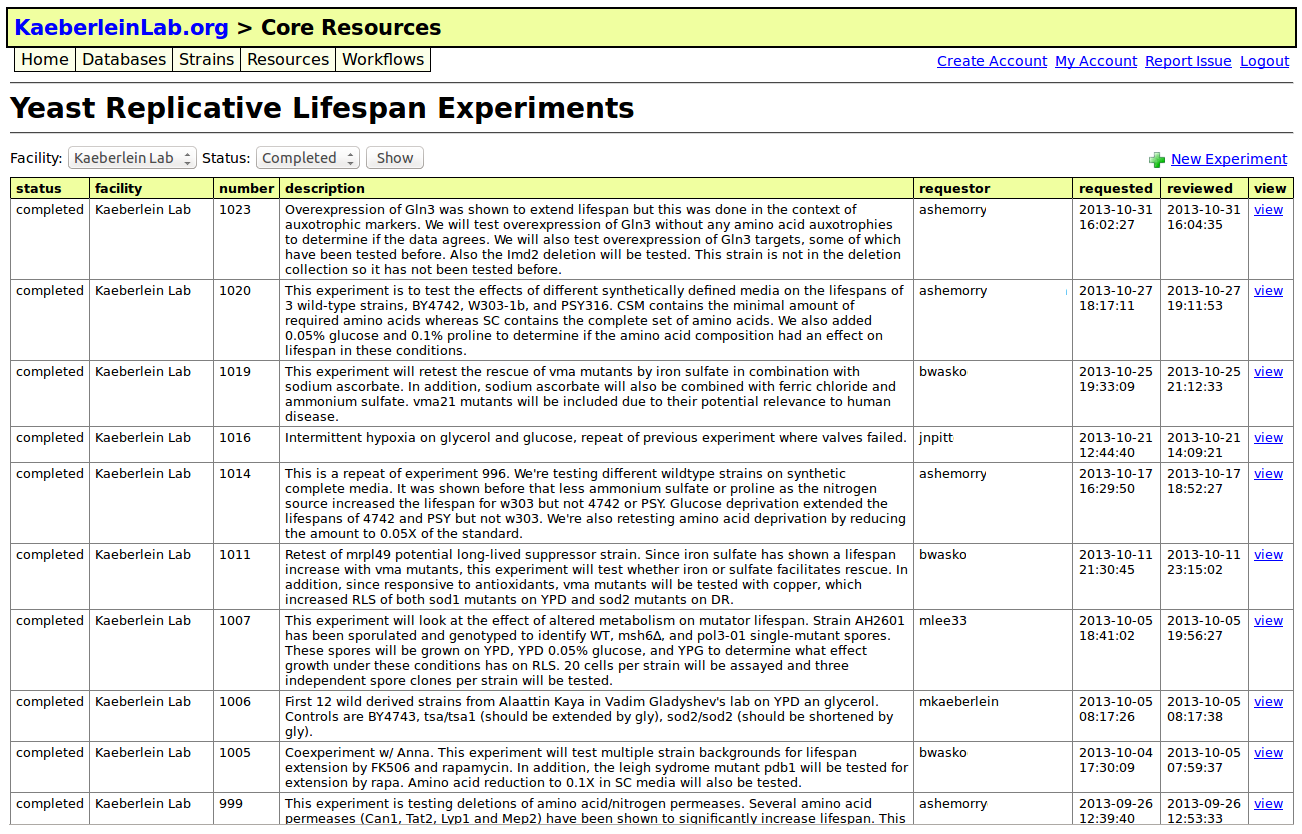 KaeberleinLab.org > Core Resources
Home Databases Strains Resources Workflows
Create Account My Account Report Issue Logout
Yeast Replicative Lifespan Experiments
Facility: Kaeberlein Lab Status: Completed Show
New Experiment
status facility number description requestor requested reviewed view
completed Kaeberlein Lab 1023 Overexpression of Gln3 was shown to extend lifespan but this was done in the context of ashemorry 2013-10-31 2013-10-31 view
auxotrophic markers. We will test overexpression of Gln3 without any amino acid auxotrophies 16:02:27 16:04:35
to determine if the data agrees. We will also test overexpression of Gln3 targets, some of which
have been tested before. Also the Imd2 deletion will be tested. This strain is not in the deletion
collection so it has not been tested before.
completed Kaeberlein Lab 1020 This experiment is to test the effects of different synthetically defined media on the lifespans of ashemorry 2013-10-27 2013-10-27 view
3 wild-type strains, BY4742, W303-1b, and PSY316. CSM contains the minimal amount of 18:17:11 19:11:53
required amino acids whereas SC contains the complete set of amino acids. We also added
0.05% glucose and 0.1% proline to determine if the amino acid composition had an effect on
lifespan in these conditions.
completed Kaeberlein Lab 1019 This experiment will retest the rescue of vma mutants by iron sulfate in combination with bwasko 2013-10-25 2013-10-25 view
sodium ascorbate. In addition, sodium ascorbate will also be combined with ferric chloride and 19:33:09 21:12:33
ammonium sulfate. vma21 mutants will be included due to their potential relevance to human
disease.
completed Kaeberlein Lab 1016 Intermittent hypoxia on glycerol and glucose, repeat of previous experiment where valves failed. jnpitt 2013-10-21 2013-10-21 view
12:44:40 14:09:21
completed Kaeberlein Lab 1014 This is a repeat of experiment 996. We're testing different wildtype strains on synthetic ashemorry 2013-10-17 2013-10-17 view
complete media. It was shown before that less ammonium sulfate or proline as the nitrogen 16:29:50 18:52:27
source increased the lifespan for w303 but not 4742 or PSY. Glucose deprivation extended the
lifespans of 4742 and PSY but not w303. We're also retesting amino acid deprivation by reducing
the amount to 0.05X of the standard.
completed Kaeberlein Lab 1011 Retest of mrpl49 potential long-lived suppressor strain. Since iron sulfate has shown a lifespan bwasko 2013-10-11 2013-10-11 view
increase with vma mutants, this experiment will test whether iron or sulfate facilitates rescue. In 21:30:45 23:15:02
addition, since responsive to antioxidants, vma mutants will be tested with copper, which
increased RLS of both sod1 mutants on YPD and sod2 mutants on DR.
completed Kaeberlein Lab 1007 This experiment will look at the effect of altered metabolism on mutator lifespan. Strain AH2601 mlee33 2013-10-05 2013-10-05 view
has been sporulated and genotyped to identify WT, msh6Δ, and pol3-01 single-mutant spores. 18:41:02 19:56:27
These spores will be grown on YPD, YPD 0.05% glucose, and YPG to determine what effect
growth under these conditions has on RLS. 20 cells per strain will be assayed and three
independent spore clones per strain will be tested.
completed Kaeberlein Lab 1006 First 12 wild derived strains from Alaattin Kaya in Vadim Gladyshev's lab on YPD an glycerol. mkaeberlein 2013-10-05 2013-10-05 view
Controls are BY4743, tsa/tsa1 (should be extended by gly), sod2/sod2 (should be shortened by 08:17:26 08:17:38
gly).
completed Kaeberlein Lab 1005 Coexperiment w/ Anna. This experiment will test multiple strain backgrounds for lifespan bwasko 2013-10-04 2013-10-05 view
extension by FK506 and rapamycin. In addition, the leigh sydrome mutant pdb1 will be tested for 17:30:09 07:59:37
extension by rapa. Amino acid reduction to 0.1X in SC media will also be tested.
completed Kaeberlein Lab 999 This experiment is testing deletions of amino acid/nitrogen permeases. Several amino acid ashemorry 2013-09-26 2013-09-26 view
permeases (Can1, Tat2, Lyp1 and Mep2) have been shown to significantly increase lifespan. This 12:39:40 12:53:33